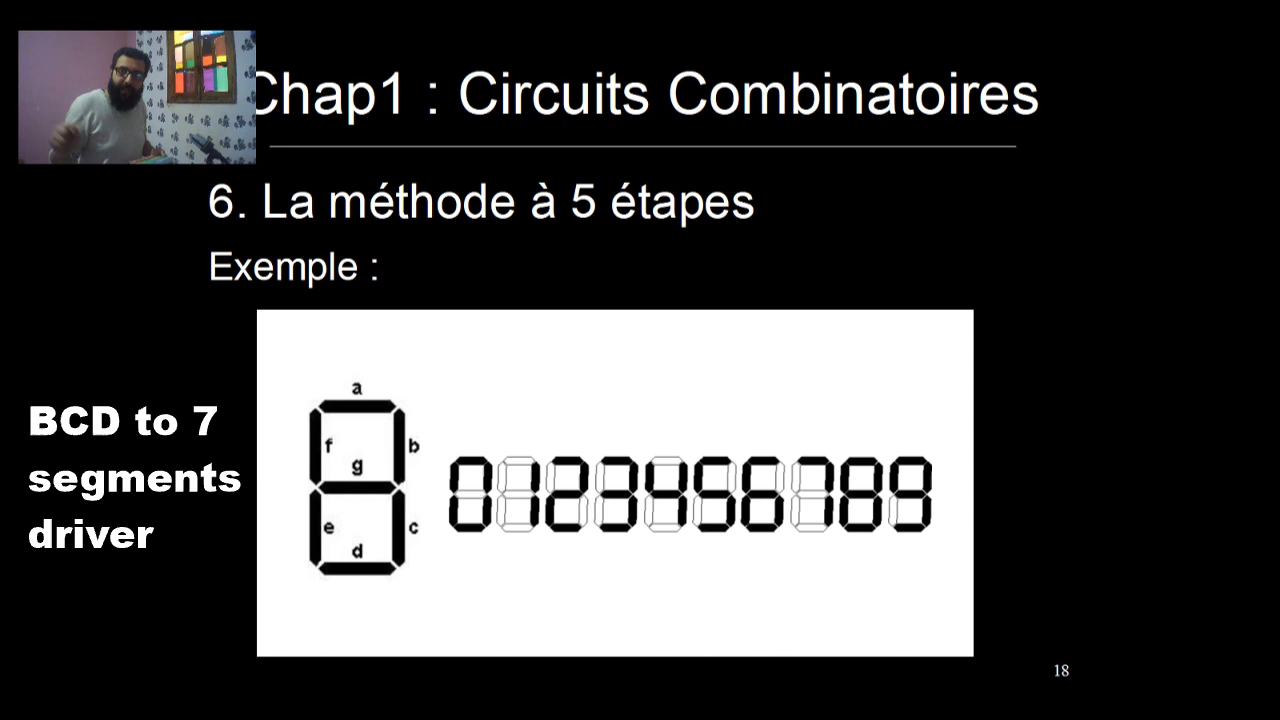 Chap1 : Circuits Combinatoires
6. La méthode à 5 étapes
Exemple :
BCD to 7
segments
driver
a
f
b
g
e
c
d
0123456789
18